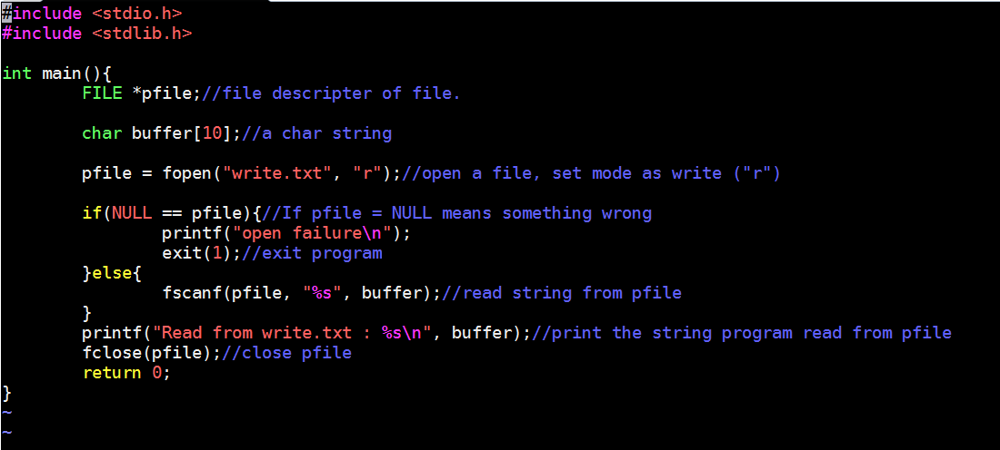 #include <stdio.h>
#include <stdlib.h>
int main(){
FILE *pfile;//file descripter of file.
char buffer[10];//a char string
pfile = fopen("write.txt", "r");//open a file, set mode as write ("r")
if(NULL == pfile){//If pfile = NULL means something wrong
printf("open failure\n");
exit(1);//exit program
}else{
fscanf(pfile, "%s", buffer);//read string from pfile
}
printf("Read from write.txt : %s\n", buffer);//print the string program read from pfile
fclose(pfile);//close pfile
return 0;
}
~
~